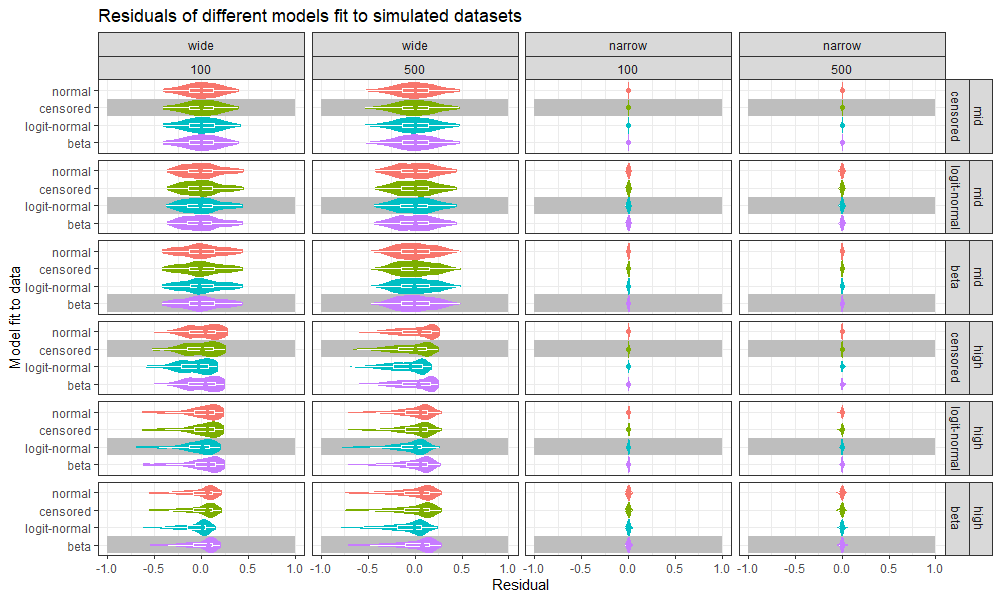 Residuals of different models fit to simulated datasets
wide wide narrow narrow
100 500 100 500
normal
censored
logit-normal
beta
censored mid
normal
censored
logit-normal
beta
logit-normal mid
normal
censored
logit-normal
beta
beta mid
normal
censored
logit-normal
beta
censored high
normal
censored
logit-normal
beta
logit-normal high
normal
censored
logit-normal
beta
beta high
Model fit to data
-1.0 -0.5 0.0 0.5 1.0 -1.0 -0.5 0.0 0.5 1.0 -1.0 -0.5 0.0 0.5 1.0 -1.0 -0.5 0.0 0.5 1.0
Residual